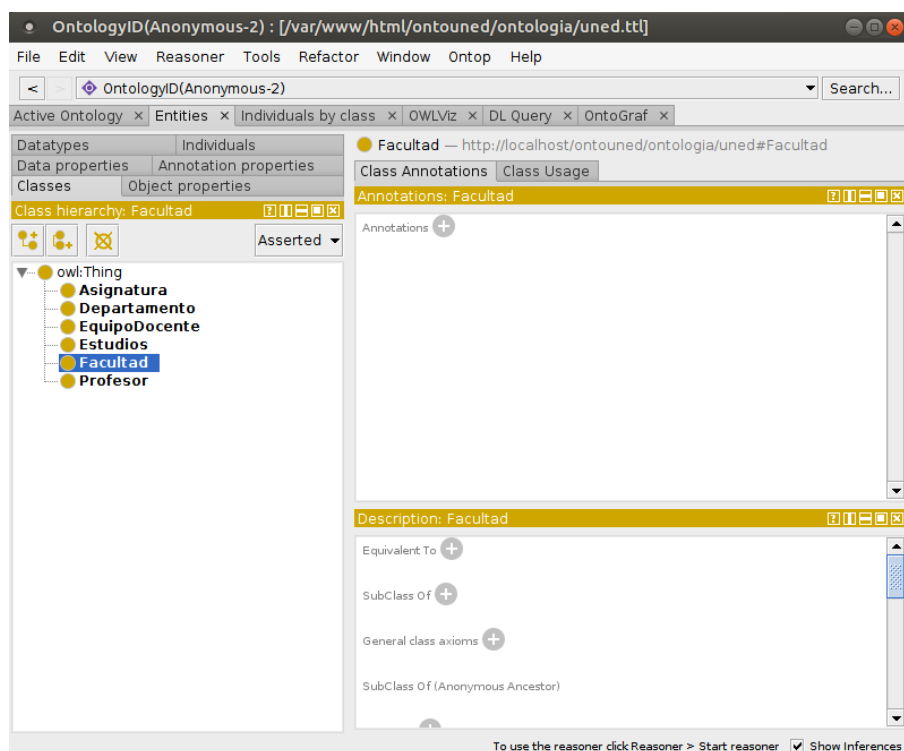 OntologyID(Anonymous-2) : [/var/www/html/ontouned/ontologia/uned.ttl]
File Edit View Reasoner Tools Refactor Window Ontop Help
< > OntologyID(Anonymous-2) Search...
Active Ontology × Entities × Individuals by class × OWLViz × DL Query × OntoGraf ×
Datatypes Individuals
Data properties Annotation properties
Classes Object properties
Class hierarchy: Facultad
Asserted
owl:Thing
Asignatura
Departamento
EquipoDocente
Estudios
Facultad
Profesor
Facultad — http://localhost/ontouned/ontologia/uned#Facultad
Class Annotations Class Usage
Annotations: Facultad
Annotations
Description: Facultad
Equivalent To
SubClass Of
General class axioms
SubClass Of (Anonymous Ancestor)
To use the reasoner click Reasoner > Start reasoner Show Inferences